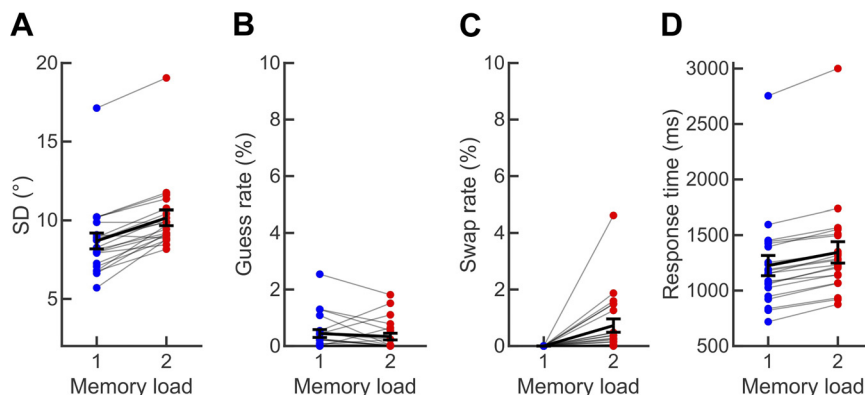 A
B
C
D
20
15
10
5
SD (°)
1
2
Memory load
10
8
6
4
2
0
Guess rate (%)
1
2
Memory load
10
8
6
4
2
0
Swap rate (%)
1
2
Memory load
3000
2500
2000
1500
1000
500
Response time (ms)
1
2
Memory load